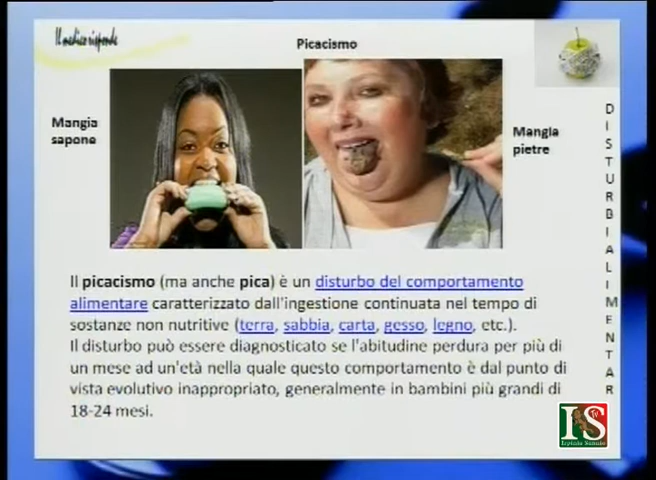 Il medico risponde
Picacismo
Mangia
sapone
Mangia
pietre
DISTURBI ALIMENTAR
Il picacismo (ma anche pica) è un disturbo del comportamento
alimentare caratterizzato dall'ingestione continuata nel tempo di
sostanze non nutritive (terra, sabbia, carta, gesso, legno, etc.).
Il disturbo può essere diagnosticato se l'abitudine perdura per più di
un mese ad un'età nella quale questo comportamento è dal punto di
vista evolutivo inappropriato, generalmente in bambini più grandi di
18-24 mesi.
IS
Tv